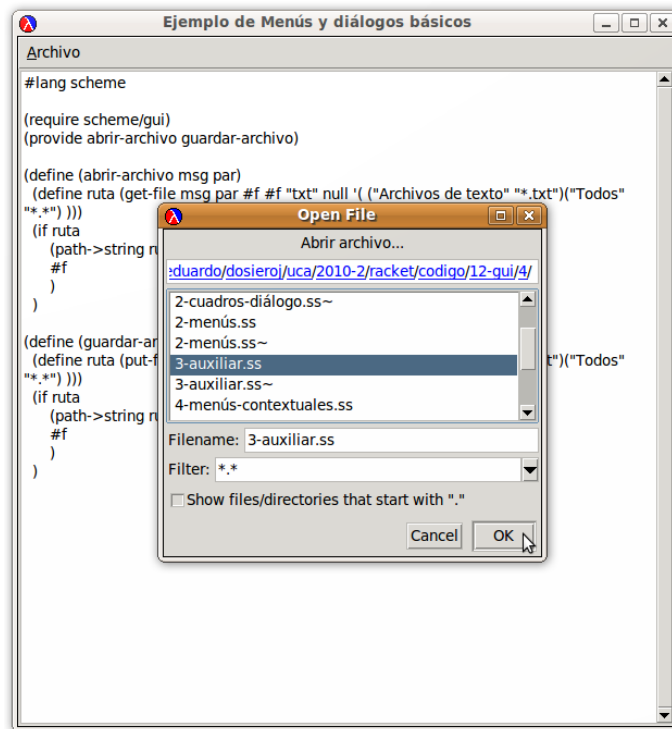 Ejemplo de Menús y diálogos básicos
Archivo
#lang scheme
(require scheme/gui)
(provide abrir-archivo guardar-archivo)
(define (abrir-archivo msg par)
(define ruta (get-file msg par #f #f "txt" null '( ("Archivos de texto" "*.txt")("Todos"
"*.*") )))
(if ruta
(path->string
#f
)
)
(define
(define ruta
")("Todos"
"*.*") )))
(if ruta
(path->string
#f
)
)
Open File
Abrir archivo...
eduardo/dosieroj/uca/2010-2/racket/codigo/12-gui/4/
2-cuadros-diálogo.ss~
2-menús.ss
2-menús.ss~
3-auxiliar.ss
3-auxiliar.ss~
4-menús-contextuales.ss
Filename: 3-auxiliar.ss
Filter: *.*
Show files/directories that start with "."
Cancel OK